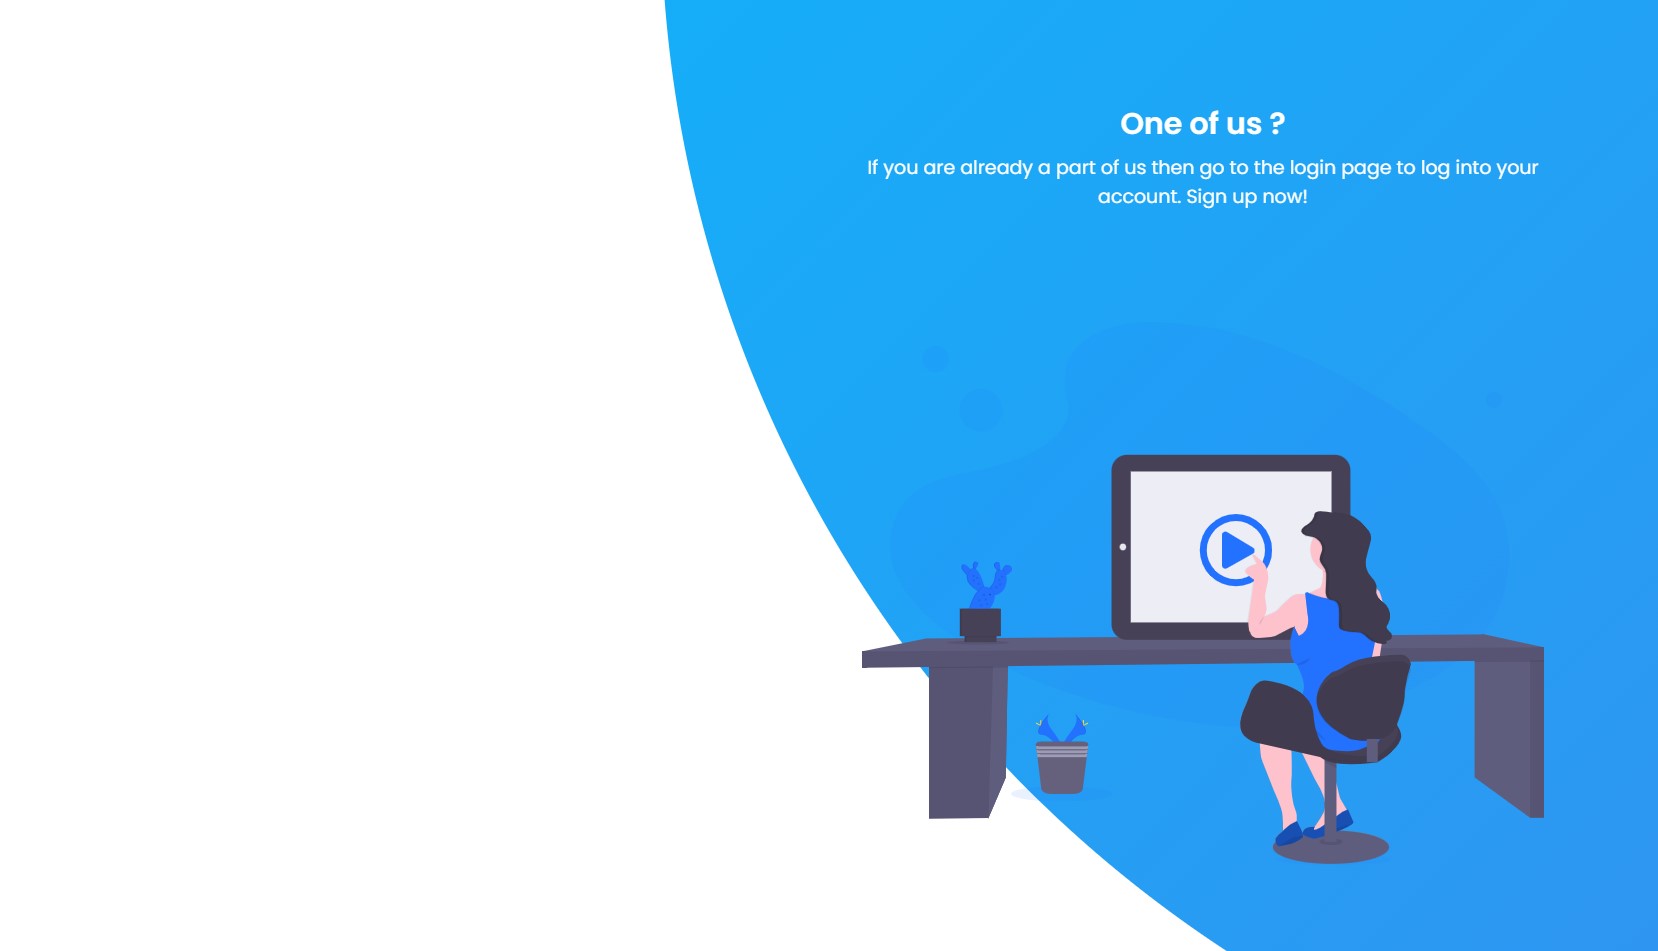 One of us ?
If you are already a part of us then go to the login page to log into your
account. Sign up now!